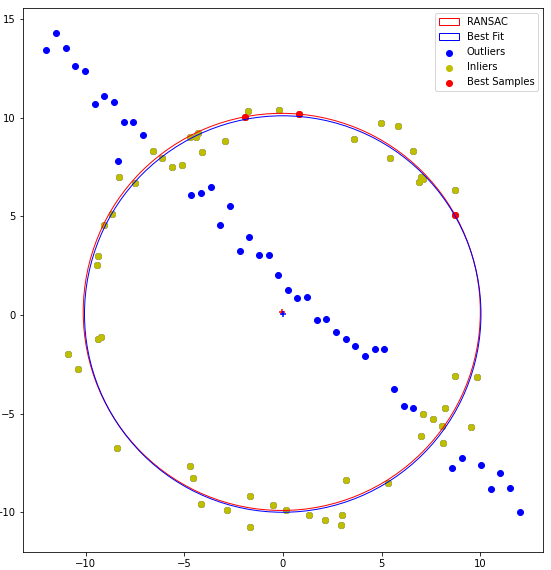 RANSAC
Best Fit
Outliers
Inliers
Best Samples
15
10
5
0
−5
−10
−10 −5 0 5 10